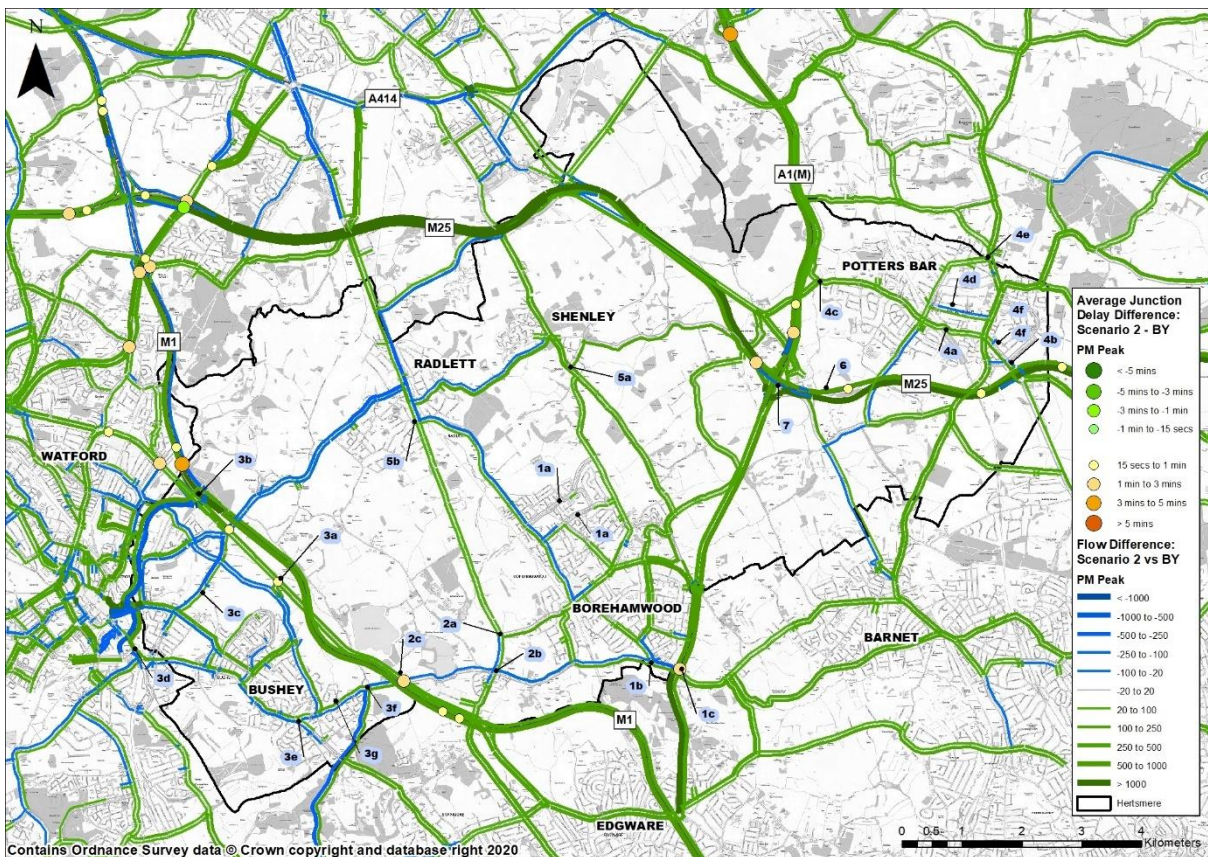 N
A414
A1(M)
M25
4e
POTTERS BAR
4d
4c
4f
SHENLEY
4f
4b
4a
M1
RADLETT
5a
6
M25
7
WATFORD
3b
5b
1a
1a
3a
3c
2a
BOREHAMWOOD
BARNET
2c
2b
3d
BUSHEY
3f
1b
1c
3e
3g
M1
EDGWARE
Average Junction
Delay Difference:
Scenario 2 - BY
PM Peak
< -5 mins
-5 mins to -3 mins
-3 mins to -1 min
-1 min to -15 secs
15 secs to 1 min
1 min to 3 mins
3 mins to 5 mins
> 5 mins
Flow Difference:
Scenario 2 vs BY
PM Peak
< -1000
-1000 to -500
-500 to -250
-250 to -100
-100 to -20
-20 to 20
20 to 100
100 to 250
250 to 500
500 to 1000
> 1000
Hertsmere
0 0.5 1 2 3 4
Kilometers
Contains Ordnance Survey data © Crown copyright and database right 2020